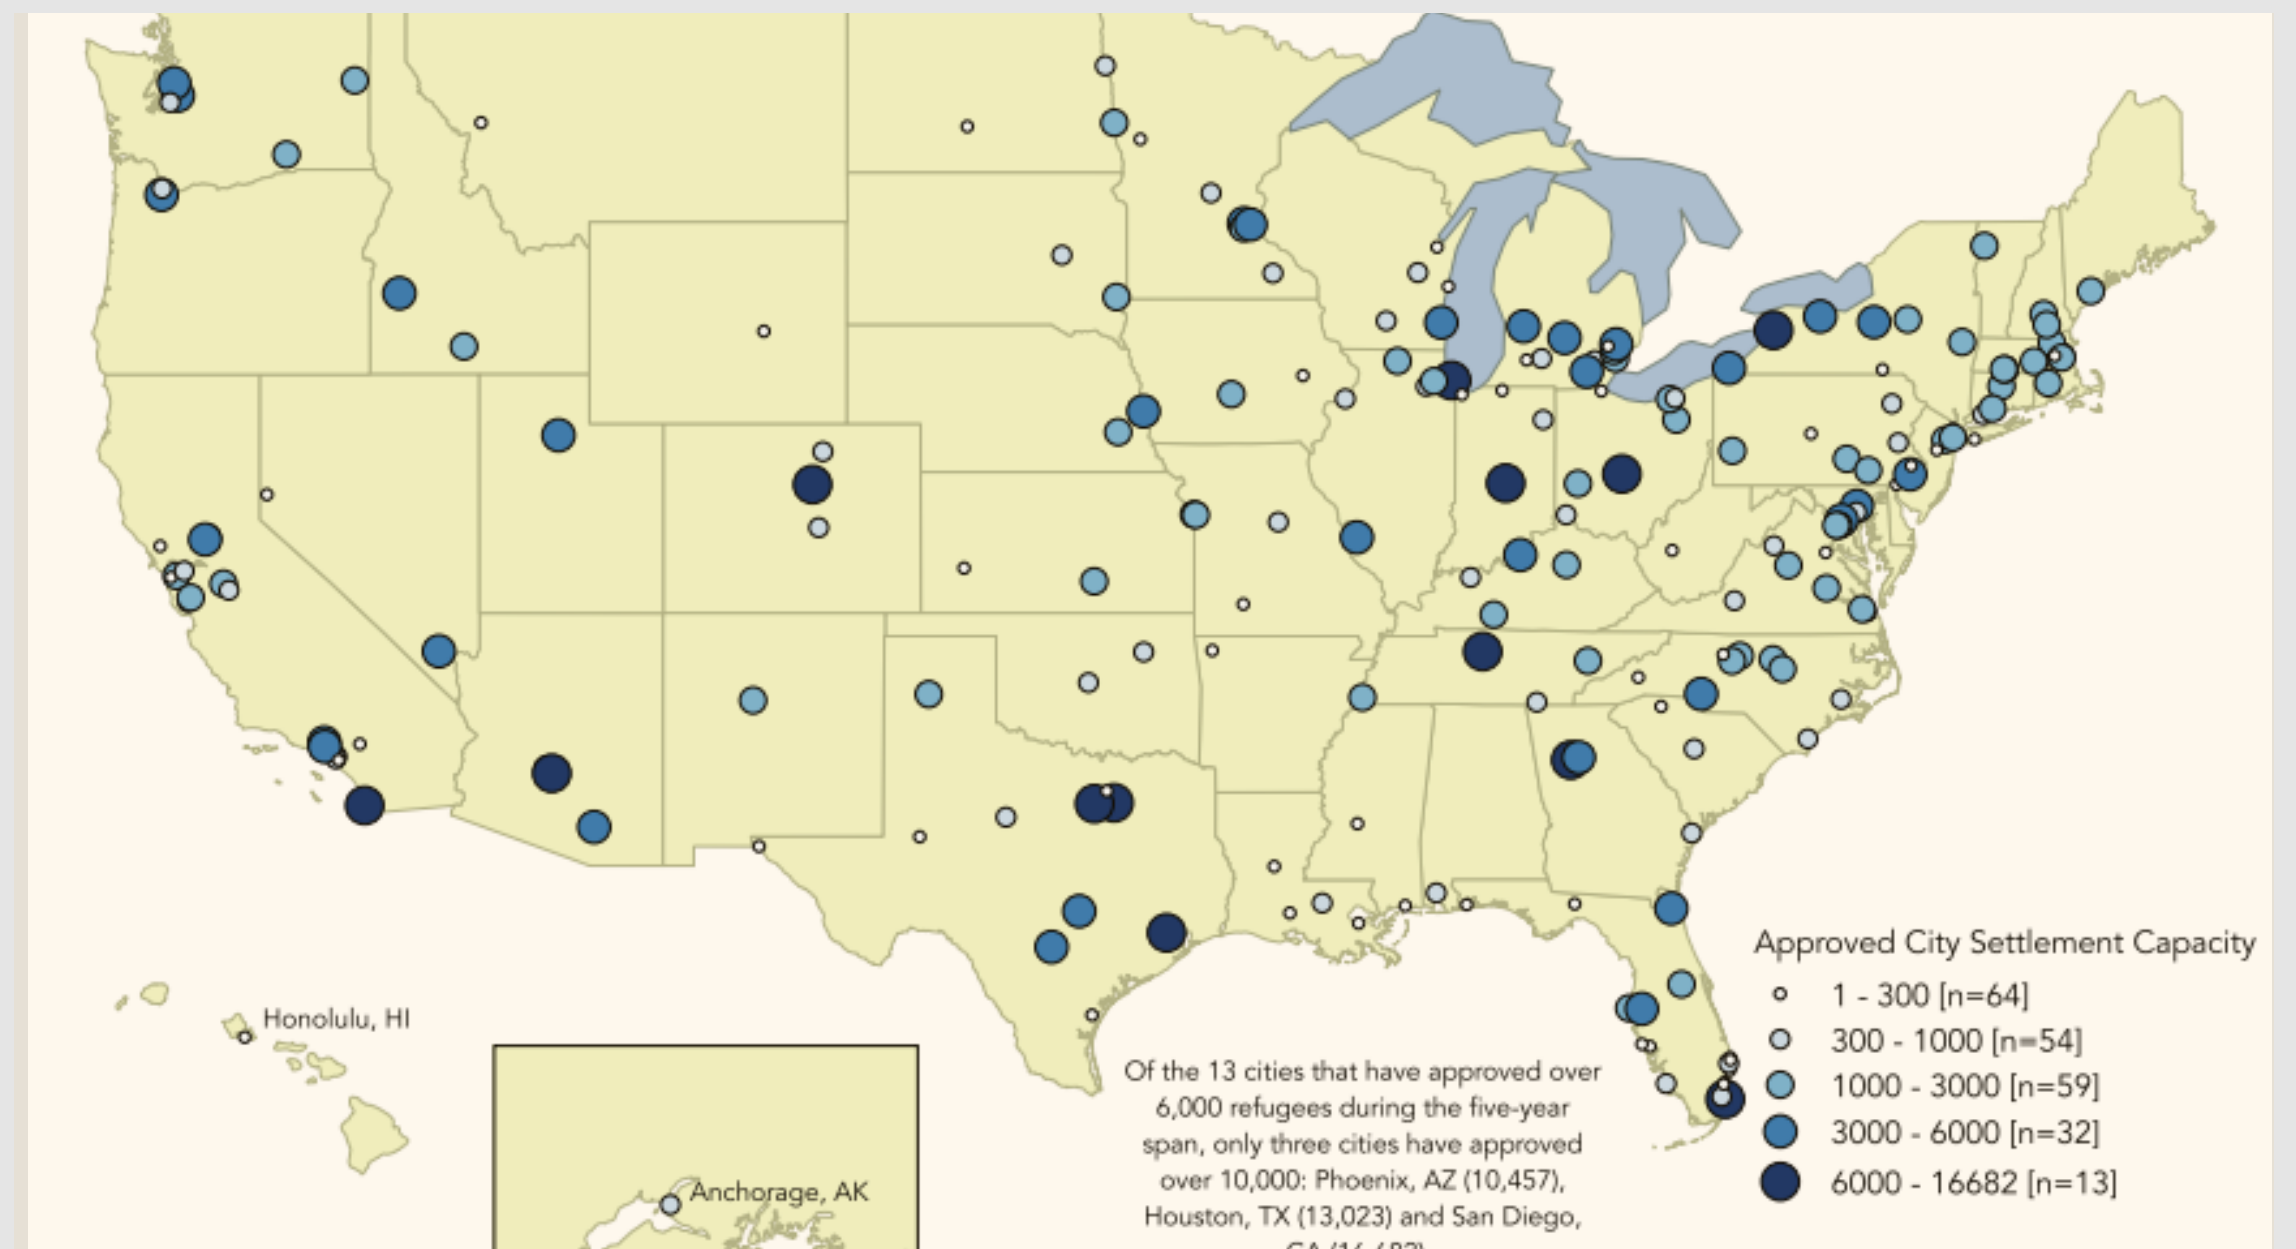 Approved City Settlement Capacity
1 - 300 [n=64]
300 - 1000 [n=54]
1000 - 3000 [n=59]
3000 - 6000 [n=32]
6000 - 16682 [n=13]
Honolulu, HI
Anchorage, AK
Of the 13 cities that have approved over
6,000 refugees during the five-year
span, only three cities have approved
over 10,000: Phoenix, AZ (10,457),
Houston, TX (13,023) and San Diego,